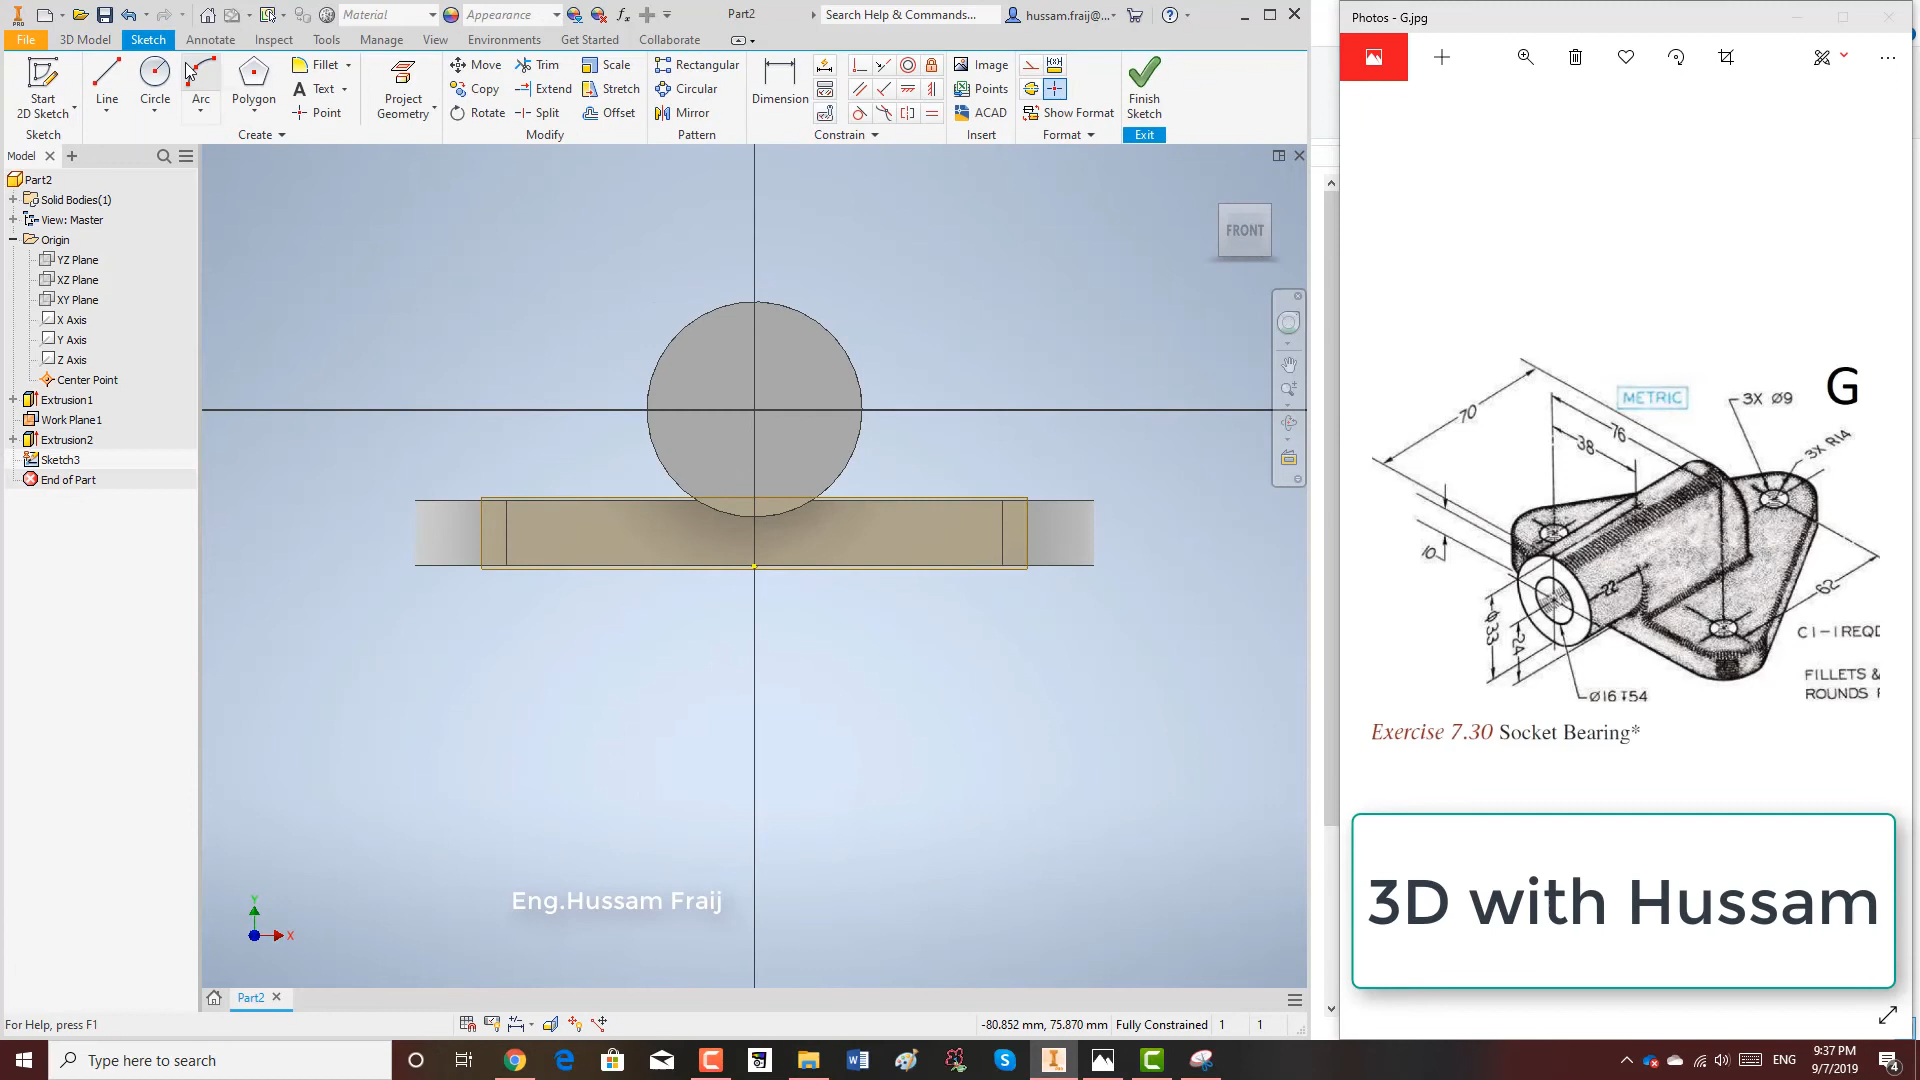 Material
Appearance
Part2
Search Help & Commands...
hussam.fraij@...
File 3D Model Sketch Annotate Inspect Tools Manage View Environments Get Started Collaborate
Start 2D Sketch
Line
Circle
Arc
Polygon
Fillet
Text
Point
Project Geometry
Move
Copy
Rotate
Trim
Extend
Split
Scale
Stretch
Offset
Rectangular
Circular
Mirror
Dimension
Image
Points
ACAD
Show Format
Finish Sketch
Sketch
Create
Modify
Pattern
Constrain
Insert
Format
Exit
Model
Part2
Solid Bodies(1)
View: Master
Origin
YZ Plane
XZ Plane
XY Plane
X Axis
Y Axis
Z Axis
Center Point
Extrusion1
Work Plane1
Extrusion2
Sketch3
End of Part
FRONT
Y
X
Eng.Hussam Fraij
Part2
For Help, press F1
-80.852 mm, 75.870 mm
Fully Constrained
1
1
Photos - G.jpg
G
METRIC
3X Ø9
70
76
38
3X R14
10
22
62
Ø33
24
C1-1REQD
FILLETS &
ROUNDS
Ø16↧54
Exercise 7.30 Socket Bearing*
3D with Hussam
Type here to search
ENG
9:37 PM
9/7/2019
4